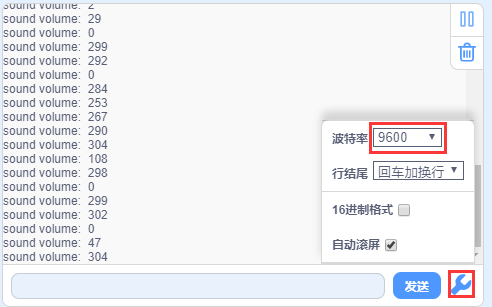 sound volume: 2
sound volume: 29
sound volume: 0
sound volume: 299
sound volume: 292
sound volume: 0
sound volume: 284
sound volume: 253
sound volume: 267
sound volume: 290
sound volume: 304
sound volume: 108
sound volume: 298
sound volume: 0
sound volume: 299
sound volume: 302
sound volume: 0
sound volume: 47
sound volume: 304
波特率 9600
行结尾 回车加换行
16进制格式
自动滚屏
发送